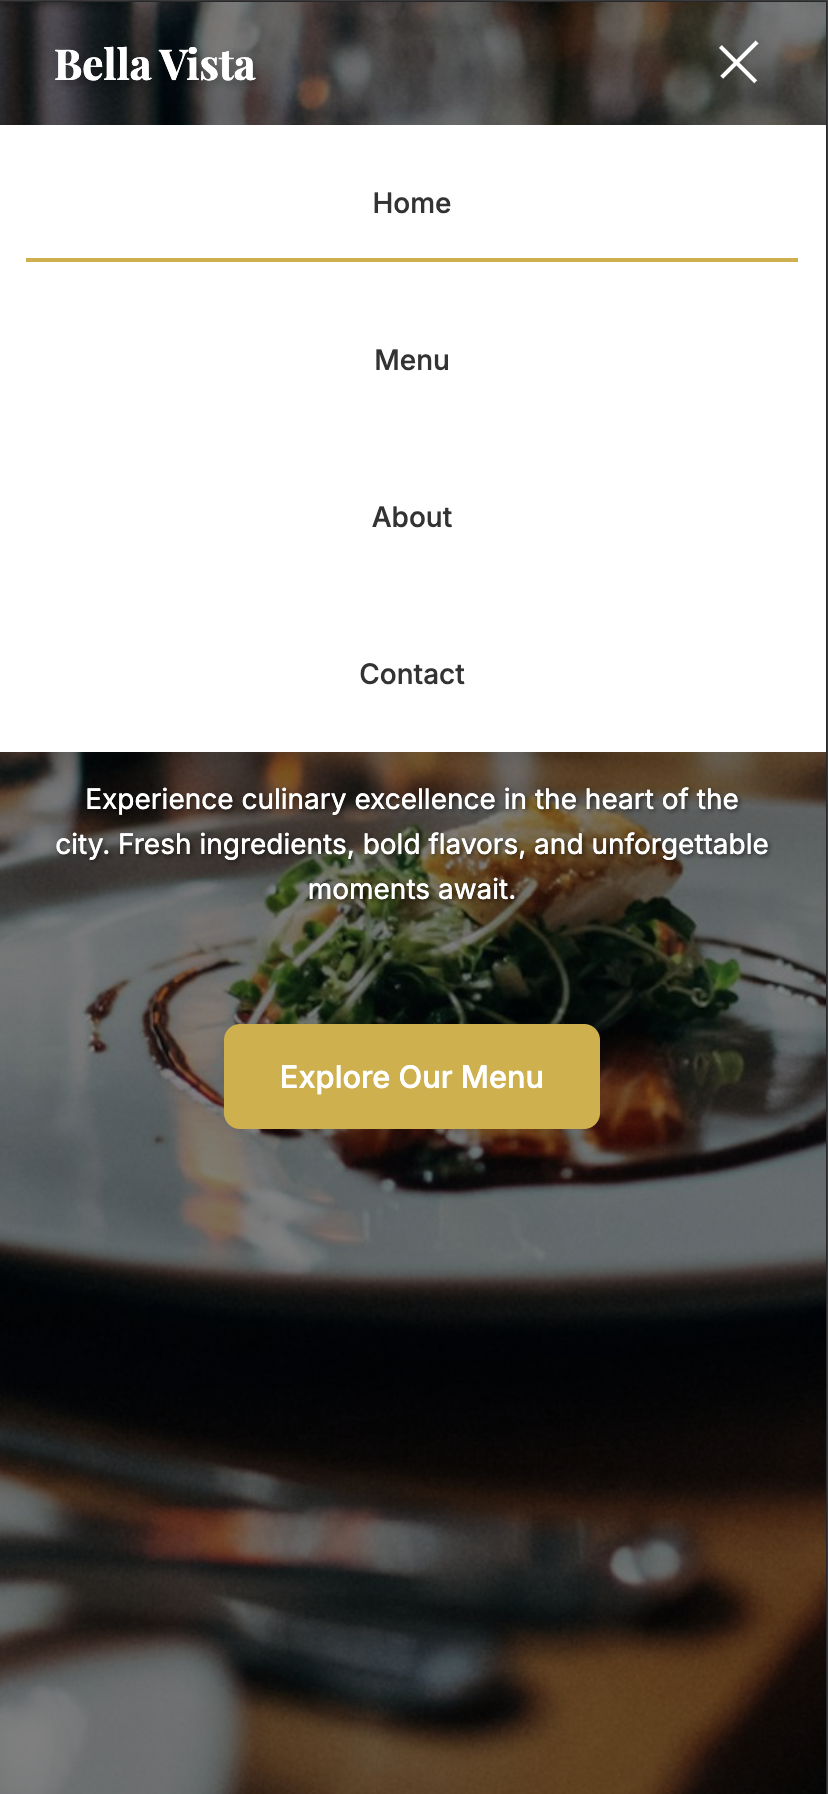 Bella Vista
Home
Menu
About
Contact
Experience culinary excellence in the heart of the
city. Fresh ingredients, bold flavors, and unforgettable
moments await.
Explore Our Menu